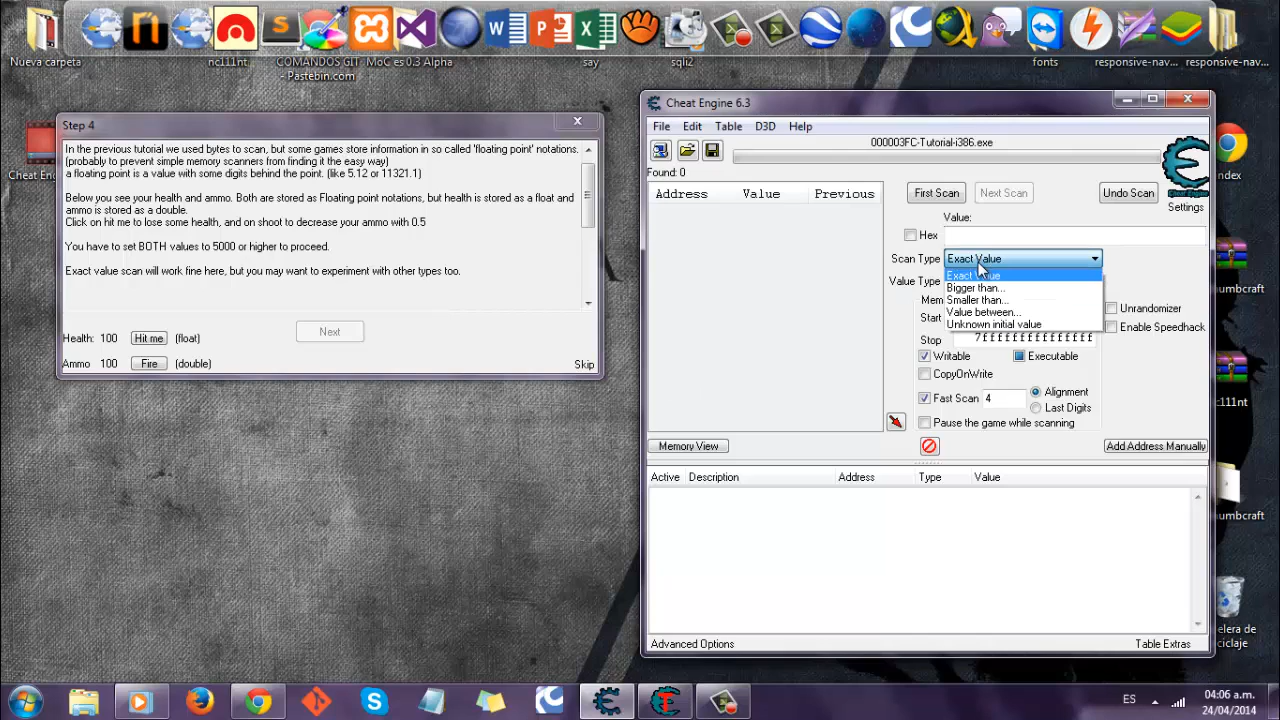 Nueva carpeta
nc111nt
COMANDOS GIT
- Pastebin.com
MoC es0.3 Alpha
say
sqli2
fonts
responsive-nav...
responsive-nav...
Step 4
In the previous tutorial we used bytes to scan, but some games store information in so called 'floating point' notations.
(probably to prevent simple memory scanners from finding it the easy way)
a floating point is a value with some digits behind the point. (like 5.12 or 11321.1)
Below you see your health and ammo. Both are stored as Floating point notations, but health is stored as a float and
ammo is stored as a double.
Click on hit me to lose some health, and on shoot to decrease your ammo with 0.5
You have to set BOTH values to 5000 or higher to proceed.
Exact value scan will work fine here, but you may want to experiment with other types too.
Next
Health: 100 Hit me (float)
Ammo 100 Fire (double)
Skip
Cheat Engine 6.3
File Edit Table D3D Help
000003FC-Tutorial-i386.exe
Found: 0
Address Value Previous
First Scan Next Scan Undo Scan
Settings
Value:
Hex
Scan Type Exact Value
Exact Value
Bigger than...
Value Type
Smaller than...
Value between...
Unknown initial value
Mem
Start
Unrandomizer
Enable Speedhack
Stop 7fffffffffffffff
Writable Executable
CopyOnWrite
Fast Scan 4 Alignment
Last Digits
Pause the game while scanning
Memory View
Add Address Manually
Active Description Address Type Value
Advanced Options
Table Extras
Cheat En
ndex
umbcraft
111nt
umbcraft
elera de
ciclaje
ES
04:06 a.m.
24/04/2014